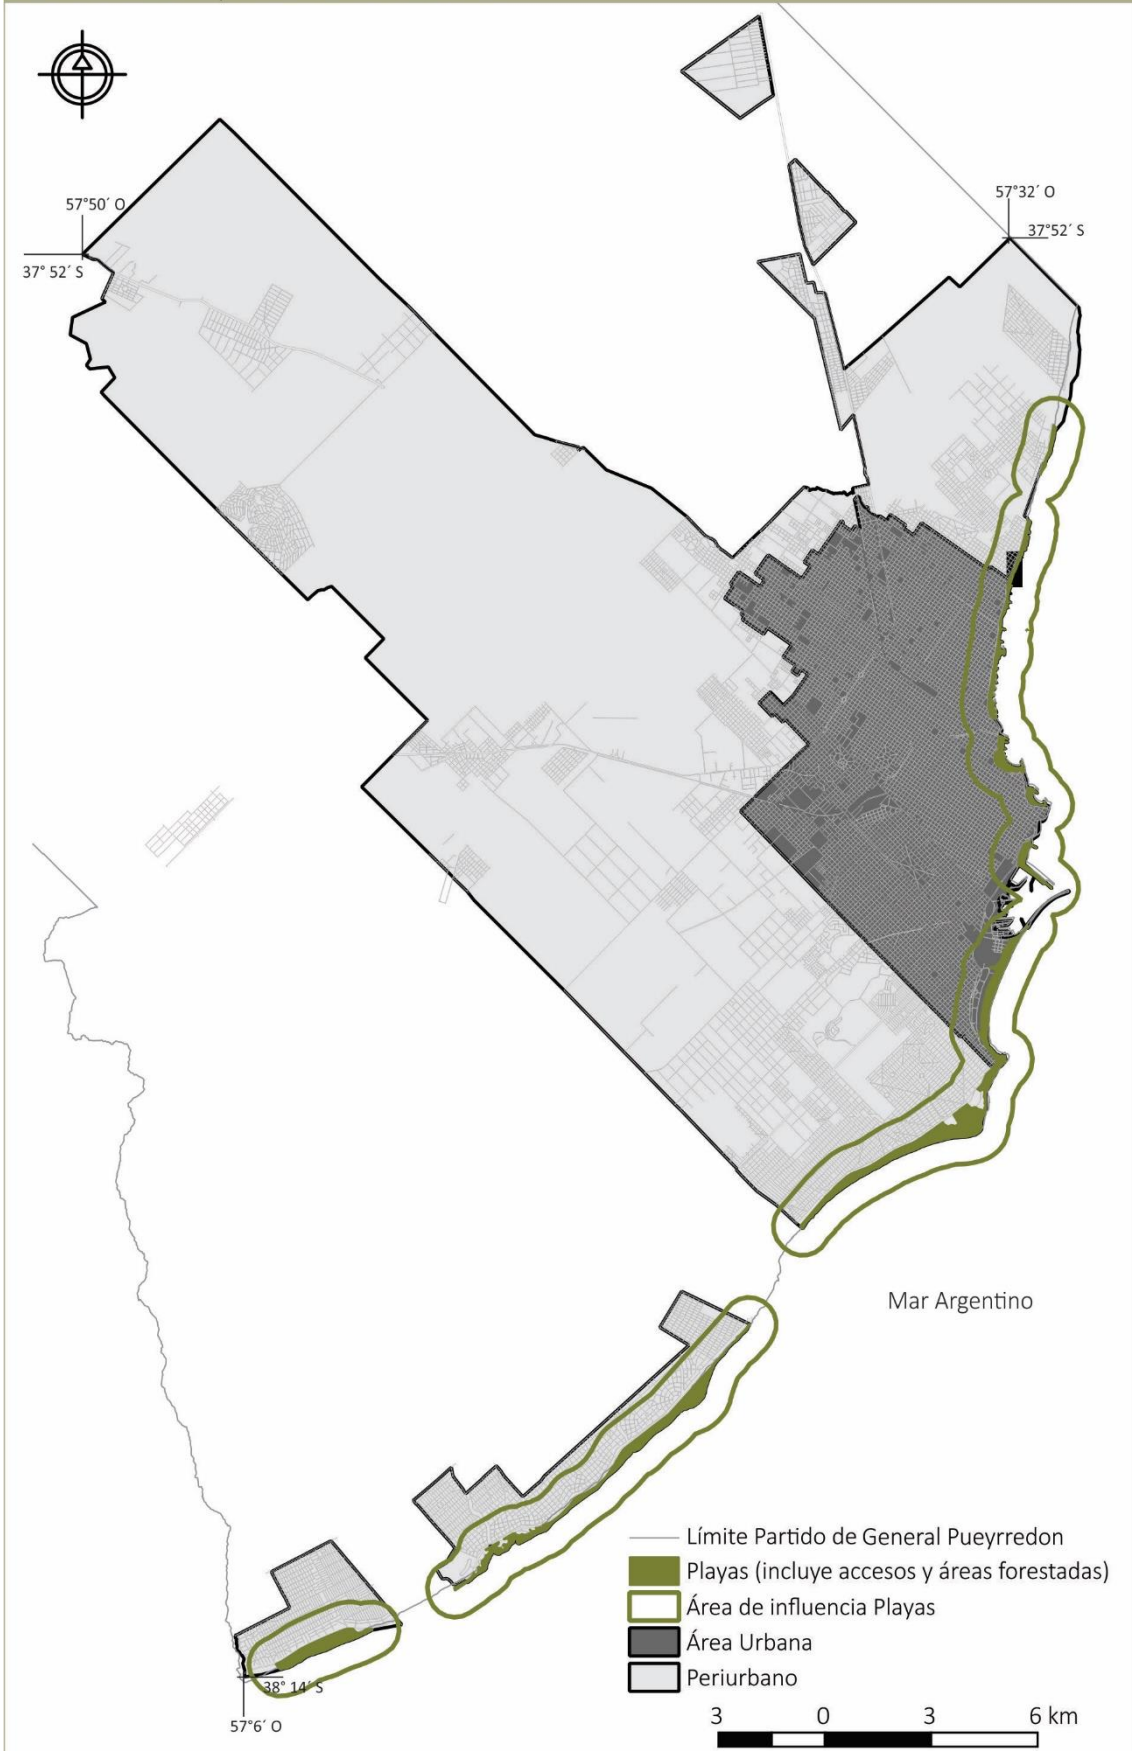 57°50´ O
37° 52´ S
57°32´ O
37°52´ S
Mar Argentino
Límite Partido de General Pueyrredon
Playas (incluye accesos y áreas forestadas)
Área de influencia Playas
Área Urbana
Periurbano
38° 14´ S
57°6´ O
3 0 3 6 km